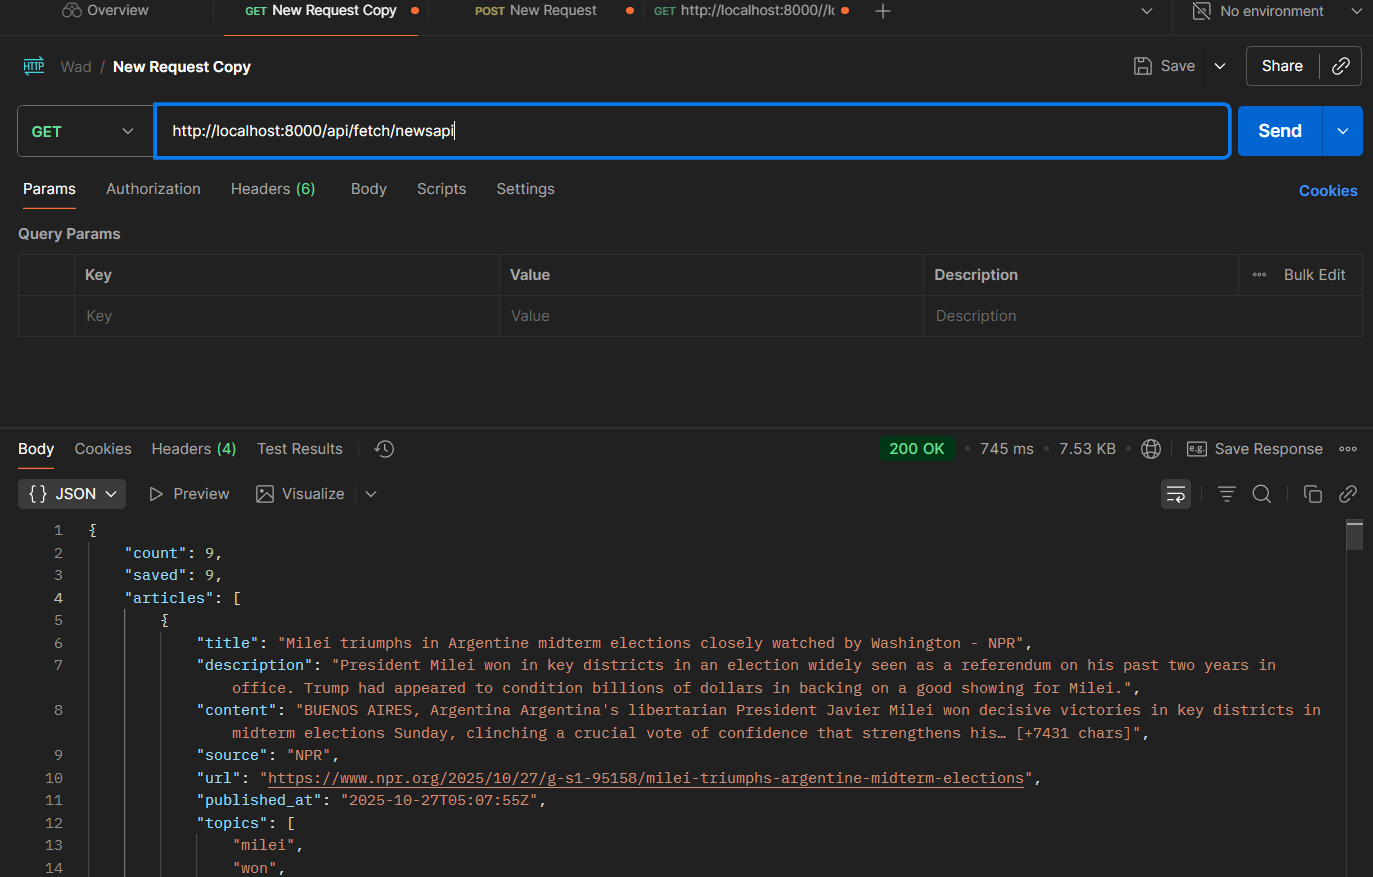 Overview GET New Request Copy POST New Request GET http://localhost:8000//lo No environment
HTTP Wad / New Request Copy Save Share
GET http://localhost:8000/api/fetch/newsapi Send
Params Authorization Headers (6) Body Scripts Settings Cookies
Query Params
Key Value Description Bulk Edit
Key Value Description
Body Cookies Headers (4) Test Results 200 OK 745 ms 7.53 KB e.g. Save Response
{} JSON Preview Visualize
1 {
2 "count": 9,
3 "saved": 9,
4 "articles": [
5 {
6 "title": "Milei triumphs in Argentine midterm elections closely watched by Washington - NPR",
7 "description": "President Milei won in key districts in an election widely seen as a referendum on his past two years in
office. Trump had appeared to condition billions of dollars in backing on a good showing for Milei.",
8 "content": "BUENOS AIRES, Argentina Argentina's libertarian President Javier Milei won decisive victories in key districts in
midterm elections Sunday, clinching a crucial vote of confidence that strengthens his… [+7431 chars]",
9 "source": "NPR",
10 "url": "https://www.npr.org/2025/10/27/g-s1-95158/milei-triumphs-argentine-midterm-elections",
11 "published_at": "2025-10-27T05:07:55Z",
12 "topics": [
13 "milei",
14 "won",